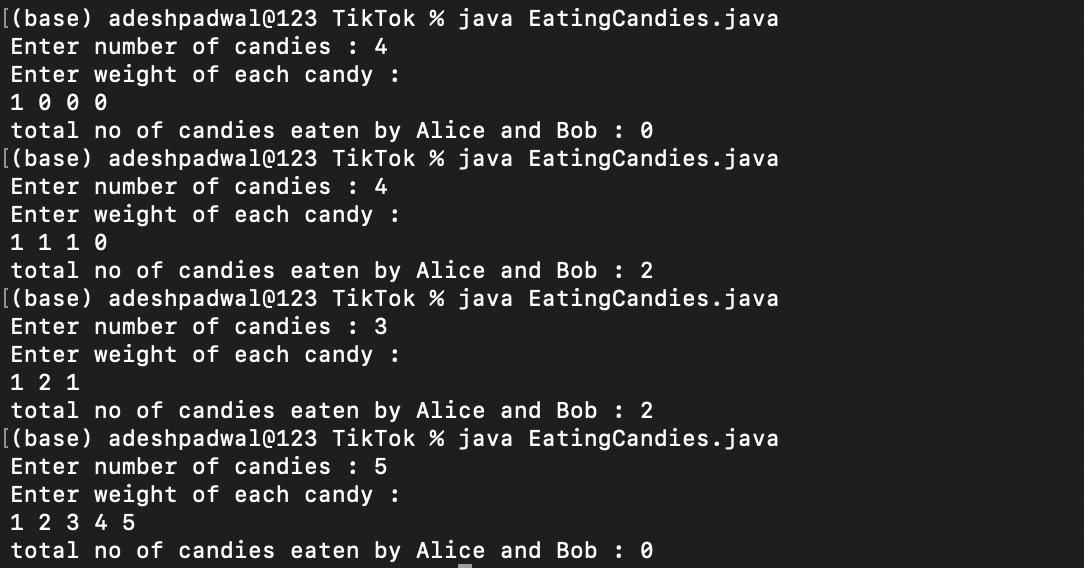 [(base) adeshpadwal@123 TikTok % java EatingCandies.java
Enter number of candies : 4
Enter weight of each candy :
1 0 0 0
total no of candies eaten by Alice and Bob : 0
[(base) adeshpadwal@123 TikTok % java EatingCandies.java
Enter number of candies : 4
Enter weight of each candy :
1 1 1 0
total no of candies eaten by Alice and Bob : 2
[(base) adeshpadwal@123 TikTok % java EatingCandies.java
Enter number of candies : 3
Enter weight of each candy :
1 2 1
total no of candies eaten by Alice and Bob : 2
[(base) adeshpadwal@123 TikTok % java EatingCandies.java
Enter number of candies : 5
Enter weight of each candy :
1 2 3 4 5
total no of candies eaten by Alice and Bob : 0